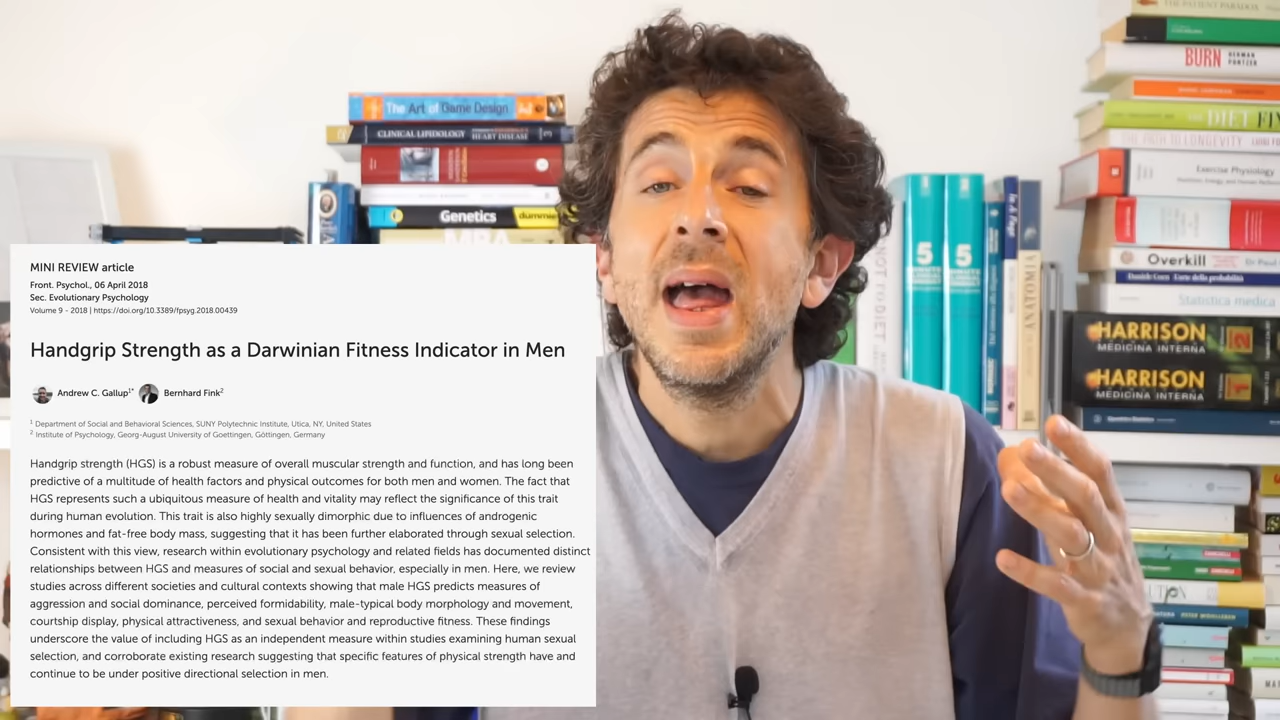 MINI REVIEW article
Front. Psychol., 06 April 2018
Sec. Evolutionary Psychology
Volume 9 - 2018 | https://doi.org/10.3389/fpsyg.2018.00439
Handgrip Strength as a Darwinian Fitness Indicator in Men
Andrew C. Gallup1* Bernhard Fink2
1 Department of Social and Behavioral Sciences, SUNY Polytechnic Institute, Utica, NY, United States
2 Institute of Psychology, Georg-August University of Goettingen, Göttingen, Germany
Handgrip strength (HGS) is a robust measure of overall muscular strength and function, and has long been
predictive of a multitude of health factors and physical outcomes for both men and women. The fact that
HGS represents such a ubiquitous measure of health and vitality may reflect the significance of this trait
during human evolution. This trait is also highly sexually dimorphic due to influences of androgenic
hormones and fat-free body mass, suggesting that it has been further elaborated through sexual selection.
Consistent with this view, research within evolutionary psychology and related fields has documented distinct
relationships between HGS and measures of social and sexual behavior, especially in men. Here, we review
studies across different societies and cultural contexts showing that male HGS predicts measures of
aggression and social dominance, perceived formidability, male-typical body morphology and movement,
courtship display, physical attractiveness, and sexual behavior and reproductive fitness. These findings
underscore the value of including HGS as an independent measure within studies examining human sexual
selection, and corroborate existing research suggesting that specific features of physical strength have and
continue to be under positive directional selection in men.
The Art of Game Design
CLINICAL LIPIDOLOGY HEART DISEASE
Genetics dummies
5
5
ANATOMIA
THE PATIENT PARADOX
BURN HERMAN PONTZER
DIET
Exercise Physiology
Overkill
Statistica medica
HARRISON 2
MEDICINA INTERNA
HARRISON 1
MEDICINA INTERNA